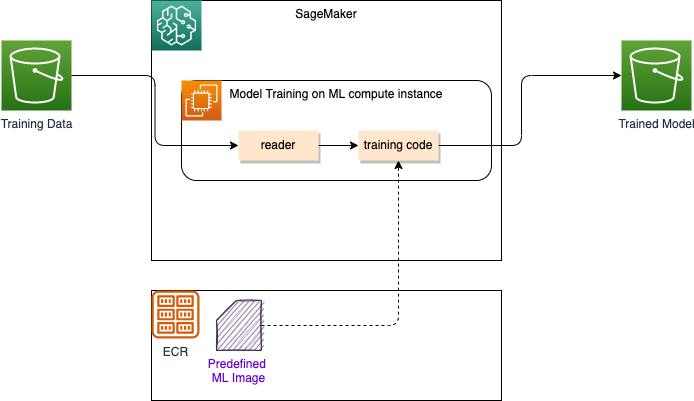 SageMaker
Model Training on ML compute instance
Training Data
Trained Model
reader
training code
ECR
Predefined
ML Image